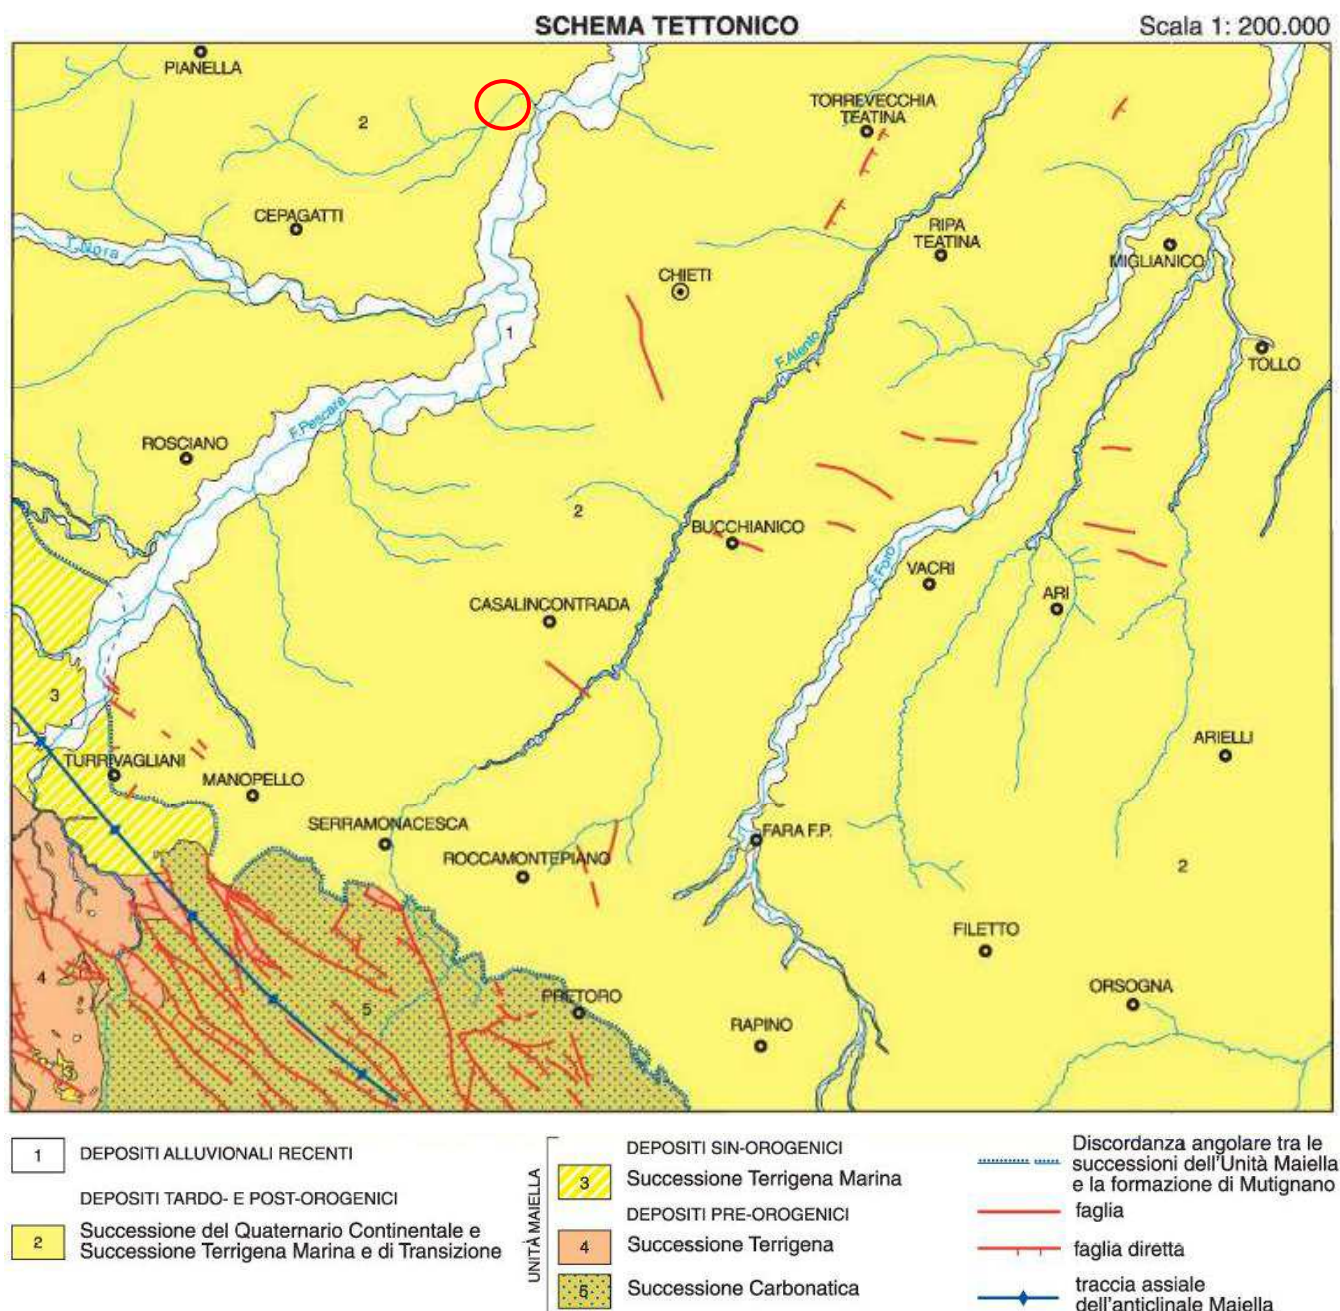 SCHEMA TETTONICO
Scala 1: 200.000
PIANELLA
2
TORREVECCHIA
TEATINA
CEPAGATTI
T.Nora
RIPA
TEATINA
MIGLIANICO
CHIETI
1
F.Alento
TOLLO
F.Pescara
ROSCIANO
1
2
BUCCHIANICO
F.Foro
VACRI
ARI
CASALINCONTRADA
3
TURRIVAGLIANI
MANOPELLO
ARIELLI
SERRAMONACESCA
FARA F.P.
ROCCAMONTEPIANO
2
FILETTO
4
ORSOGNA
PRETORO
5
RAPINO
3
1
DEPOSITI ALLUVIONALI RECENTI
DEPOSITI TARDO- E POST-OROGENICI
2
Successione del Quaternario Continentale e
Successione Terrigena Marina e di Transizione
UNITÀ MAIELLA
DEPOSITI SIN-OROGENICI
3
Successione Terrigena Marina
DEPOSITI PRE-OROGENICI
4
Successione Terrigena
5
Successione Carbonatica
Discordanza angolare tra le
successioni dell'Unità Maiella
e la formazione di Mutignano
faglia
faglia diretta
traccia assiale
dell'anticlinale Maiella